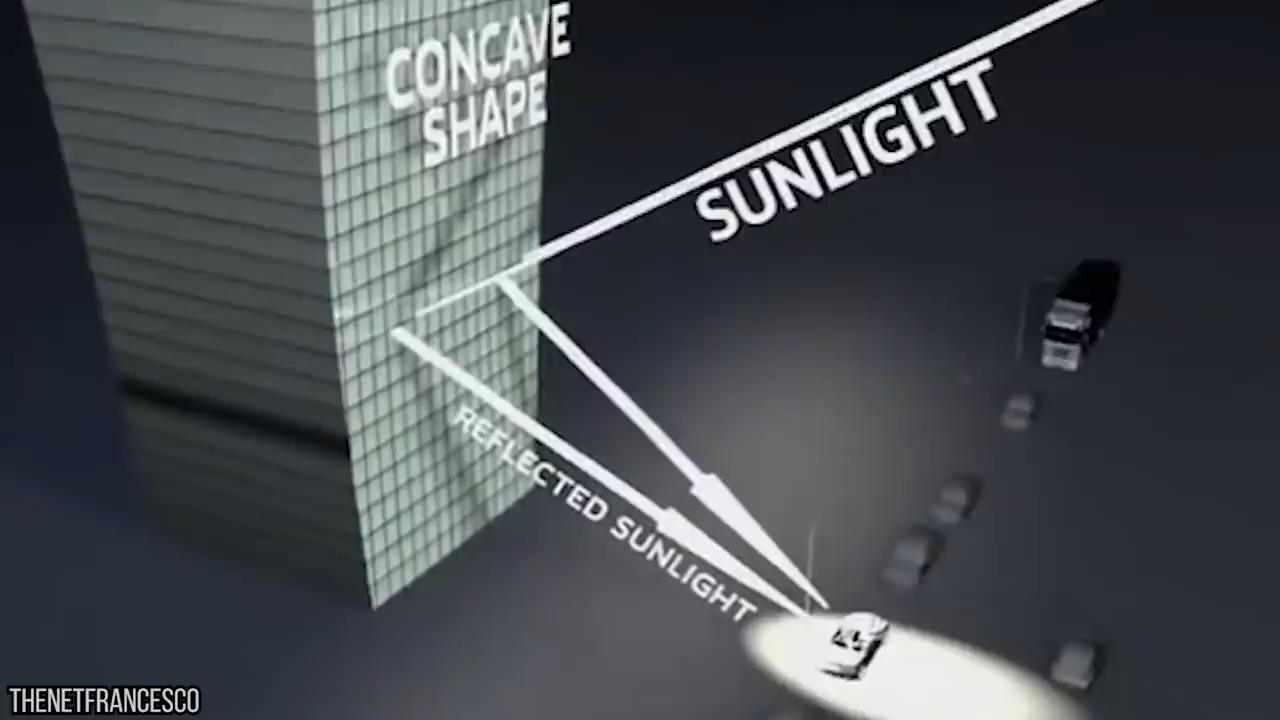 CONCAVE
SHAPE
SUNLIGHT
REFLECTED SUNLIGHT
THENETFRANCESCO